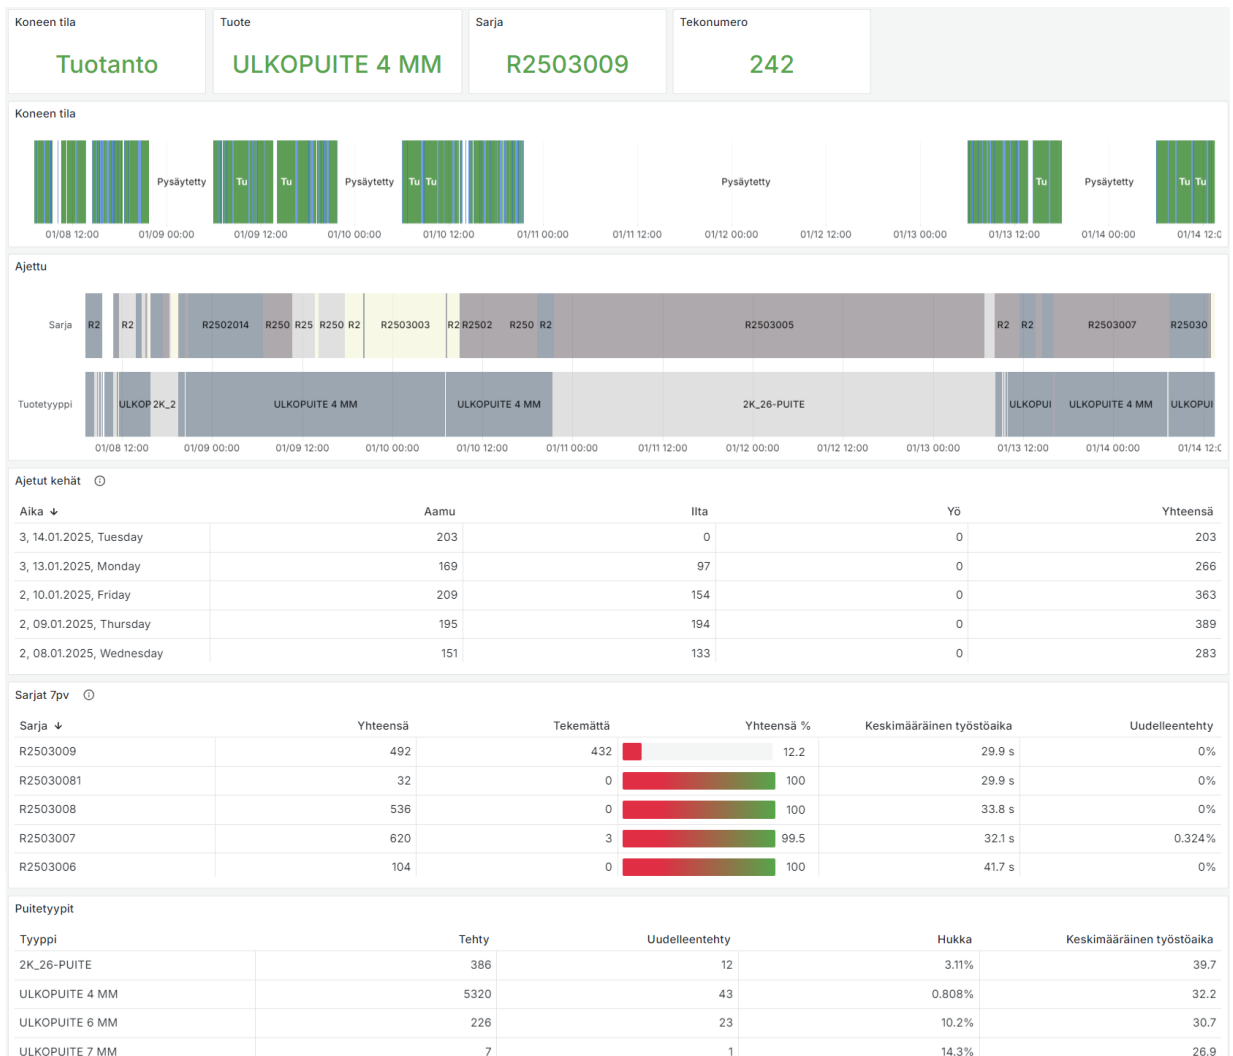 Koneen tila Tuote Sarja Tekonumero
Tuotanto ULKOPUITE 4 MM R2503009 242
Koneen tila
Pysäytetty Tu Tu Pysäytetty Tu Tu Pysäytetty Tu Pysäytetty Tu Tu
01/08 12:00 01/09 00:00 01/09 12:00 01/10 00:00 01/10 12:00 01/11 00:00 01/11 12:00 01/12 00:00 01/12 12:00 01/13 00:00 01/13 12:00 01/14 00:00 01/14 12:0
Ajettu
Sarja R2 R2 R2502014 R250 R25 R250 R2 R2503003 R2 R2502 R250 R2 R2503005 R2 R2 R2503007 R25030
Tuotetyyppi ULKOP 2K_2 ULKOPUITE 4 MM ULKOPUITE 4 MM 2K_26-PUITE ULKOPUI ULKOPUITE 4 MM ULKOPUI
01/08 12:00 01/09 00:00 01/09 12:00 01/10 00:00 01/10 12:00 01/11 00:00 01/11 12:00 01/12 00:00 01/12 12:00 01/13 00:00 01/13 12:00 01/14 00:00 01/14 12:0
Ajetut kehät
Aika Aamu Ilta Yö Yhteensä
3, 14.01.2025, Tuesday 203 0 0 203
3, 13.01.2025, Monday 169 97 0 266
2, 10.01.2025, Friday 209 154 0 363
2, 09.01.2025, Thursday 195 194 0 389
2, 08.01.2025, Wednesday 151 133 0 283
Sarjat 7pv
Sarja Yhteensä Tekemättä Yhteensä % Keskimääräinen työstöaika Uudelleentehty
R2503009 492 432 12.2 29.9 s 0%
R25030081 32 0 100 29.9 s 0%
R2503008 536 0 100 33.8 s 0%
R2503007 620 3 99.5 32.1 s 0.324%
R2503006 104 0 100 41.7 s 0%
Puitetyypit
Tyyppi Tehty Uudelleentehty Hukka Keskimääräinen työstöaika
2K_26-PUITE 386 12 3.11% 39.7
ULKOPUITE 4 MM 5320 43 0.808% 32.2
ULKOPUITE 6 MM 226 23 10.2% 30.7
ULKOPUITE 7 MM 7 1 14.3% 26.9